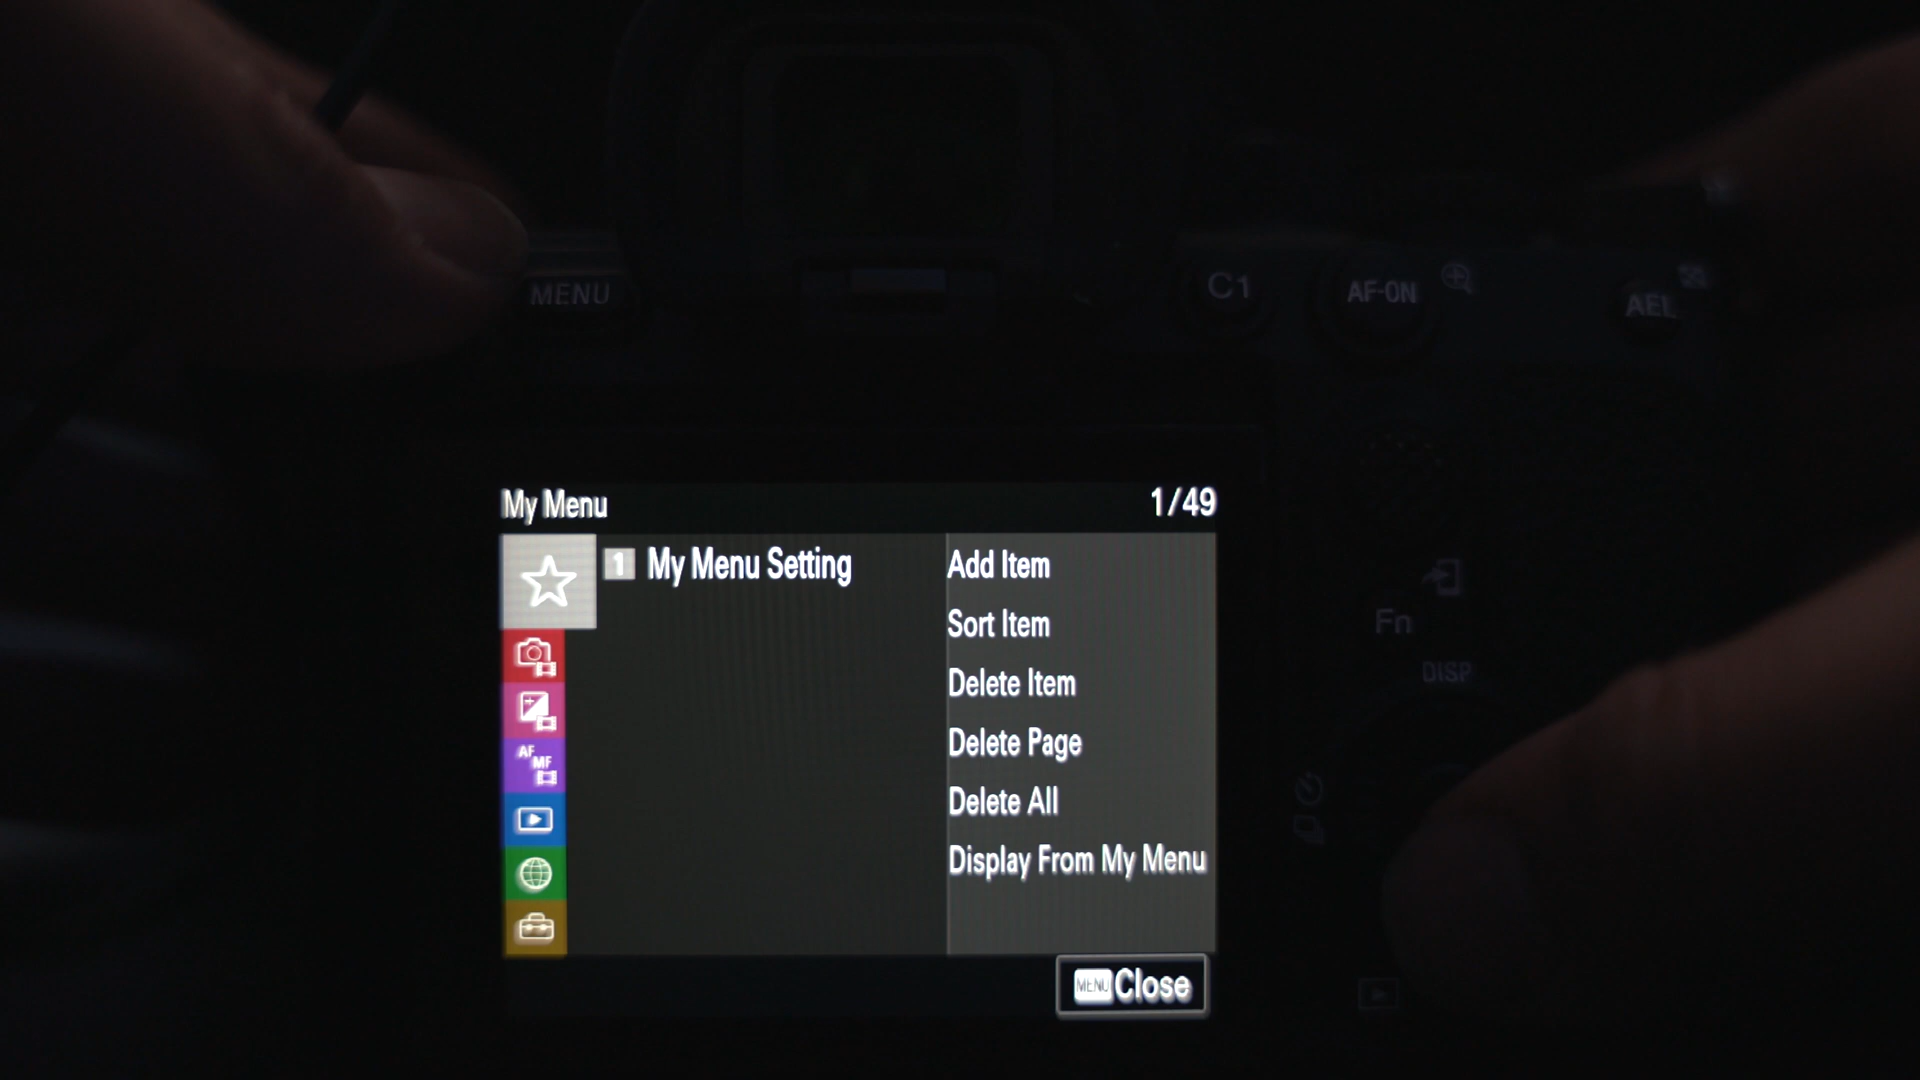 MENU
C1
AF-ON
AEL
My Menu 1/49
1 My Menu Setting
Add Item
Sort Item
Delete Item
Delete Page
Delete All
Display From My Menu
AF
MF
Fn
DISP
MENU Close